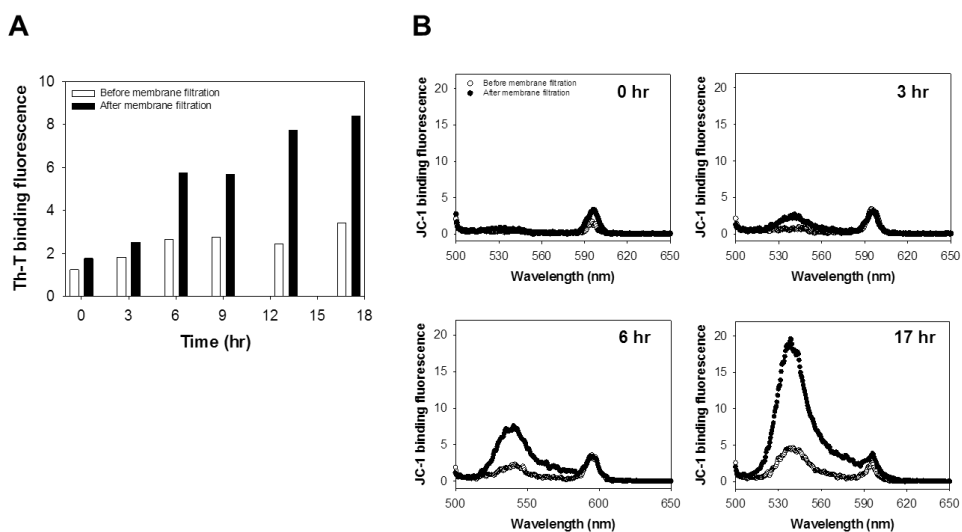 A
B
Th-T binding fluorescence
10
8
6
4
2
0
Before membrane filtration
After membrane filtration
0 3 6 9 12 15 18
Time (hr)
JC-1 binding fluorescence
20
15
10
5
0
Before membrane filtration
After membrane filtration
0 hr
500 530 560 590 620 650
Wavelength (nm)
JC-1 binding fluorescence
20
15
10
5
0
3 hr
500 530 560 590 620 650
Wavelength (nm)
JC-1 binding fluorescence
20
15
10
5
0
6 hr
500 550 600 650
Wavelength (nm)
JC-1 binding fluorescence
20
15
10
5
0
17 hr
500 530 560 590 620 650
Wavelength (nm)